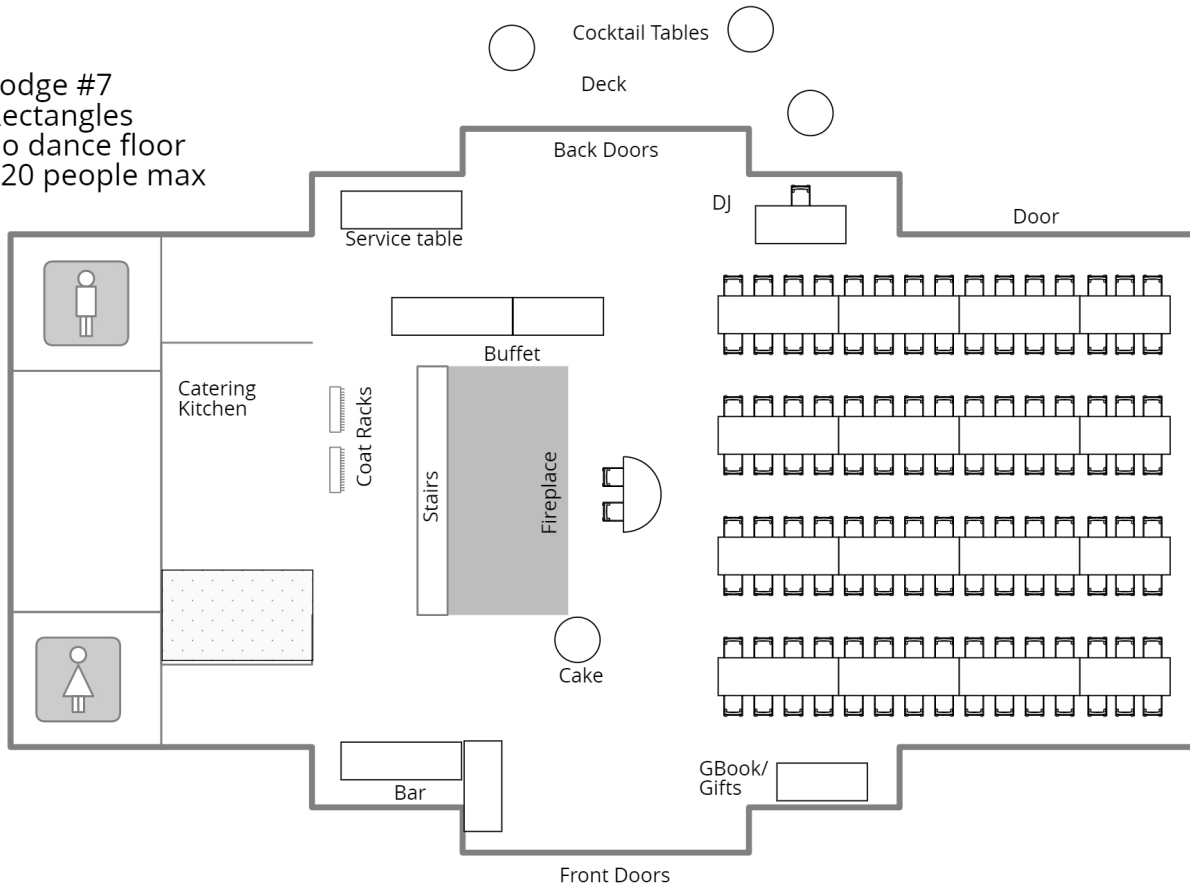 Cocktail Tables
Deck
odge #7
ectangles
o dance floor
20 people max
Back Doors
DJ
Door
Service table
Buffet
Catering
Kitchen
Coat Racks
Stairs
Fireplace
Cake
Bar
GBook/
Gifts
Front Doors